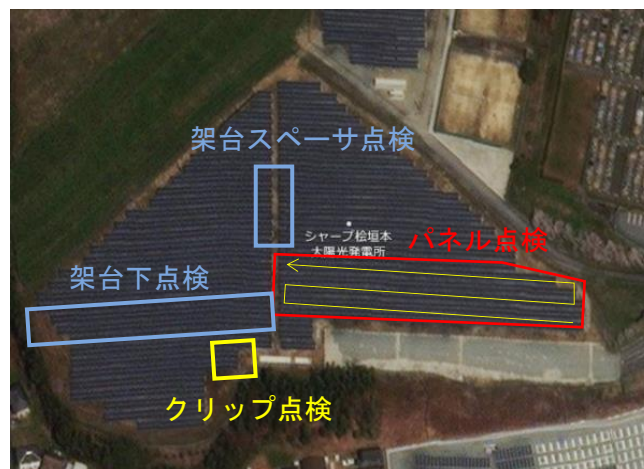 架台スペーサ点検
シャープ桧垣本
太陽光発電所
パネル点検
架台下点検
クリップ点検